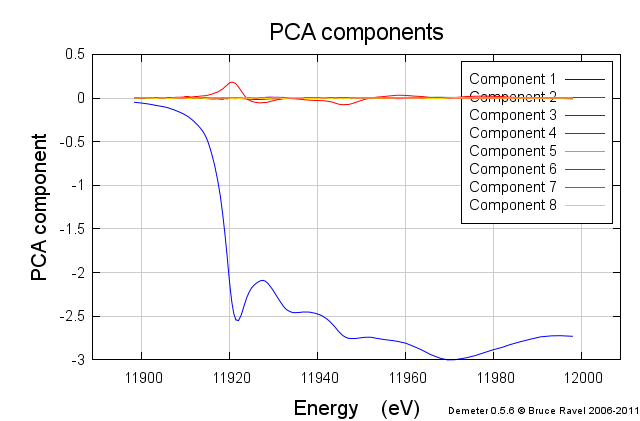 PCA components
0.5
0
-0.5
-1
-1.5
-2
-2.5
-3
PCA component
Component 1
Component 2
Component 3
Component 4
Component 5
Component 6
Component 7
Component 8
11900 11920 11940 11960 11980 12000
Energy (eV)
Demeter 0.5.6 © Bruce Ravel 2006-2011